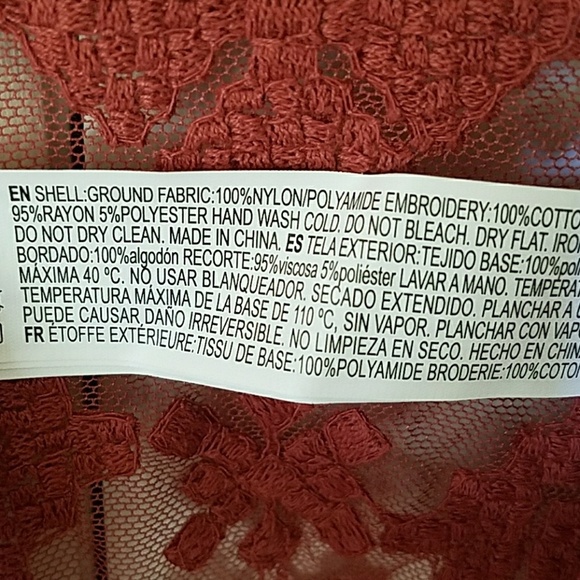 EN SHELL:GROUND FABRIC:100%NYLON/POLYAMIDE EMBROIDERY:100%COTTO
95%RAYON 5%POLYESTER HAND WASH COLD. DO NOT BLEACH. DRY FLAT. IRO
DO NOT DRY CLEAN. MADE IN CHINA. ES TELA EXTERIOR:TEJIDO BASE:100%pol
BORDADO:100%algodón RECORTE:95%viscosa 5%poliéster LAVAR A MANO. TEMPERAT
MÁXIMA 40 ºC. NO USAR BLANQUEADOR. SECADO EXTENDIDO. PLANCHAR A U
TEMPERATURA MÁXIMA DE LA BASE DE 110 ºC, SIN VAPOR. PLANCHAR CON VAP
PUEDE CAUSAR DAÑO IRREVERSIBLE. NO LIMPIEZA EN SECO. HECHO EN CHIN
FR ÉTOFFE EXTÉRIEURE:TISSU DE BASE:100%POLYAMIDE BRODERIE:100%COTON